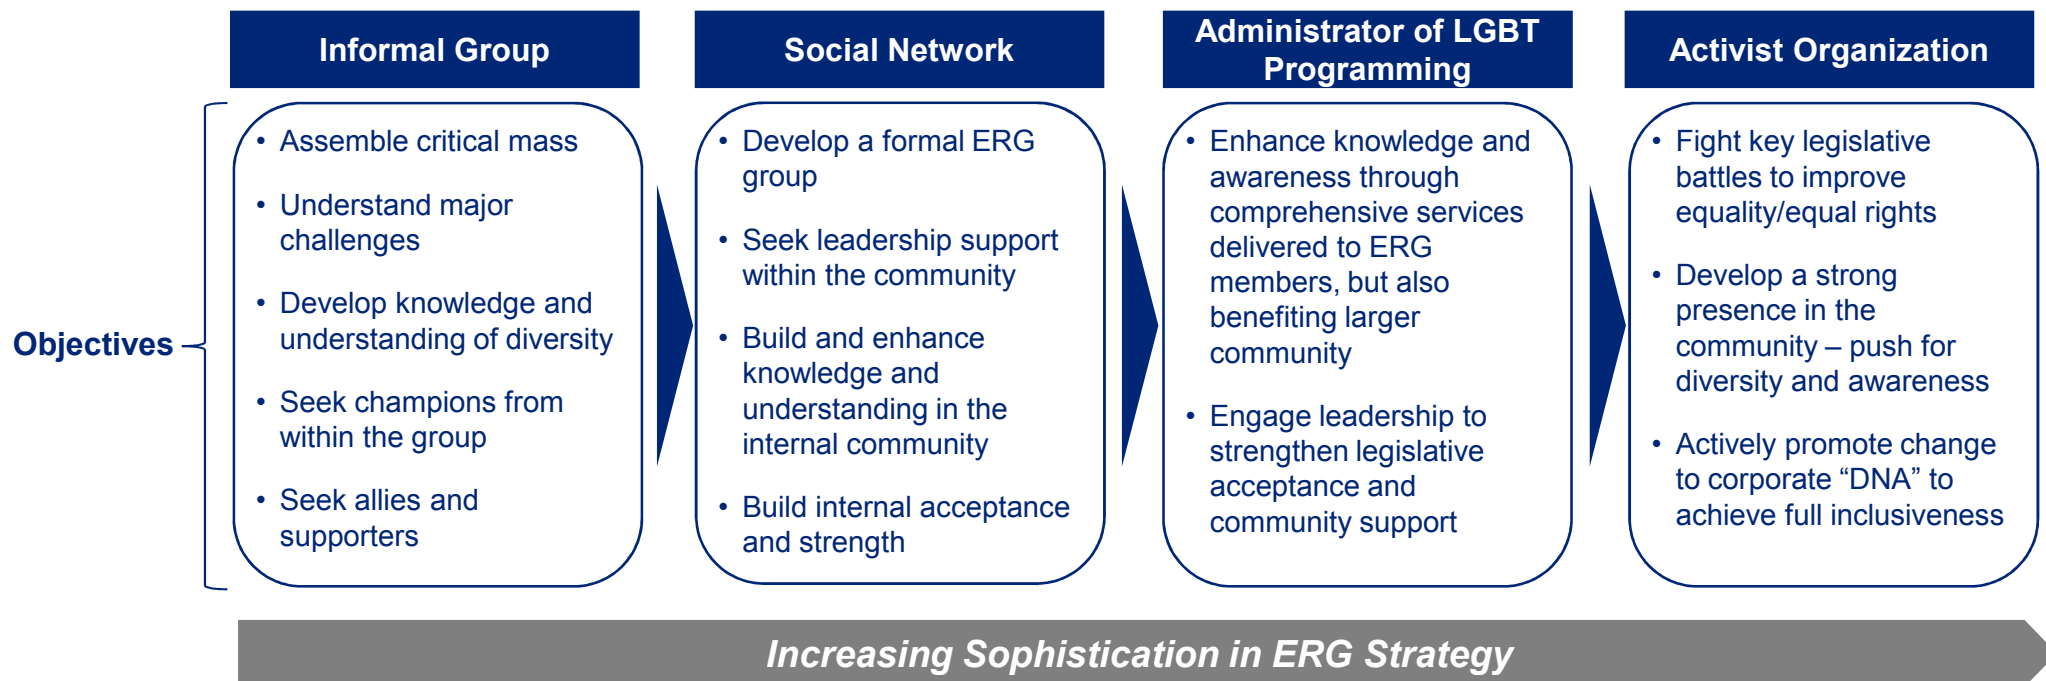 Informal Group
Social Network
Administrator of LGBT
Programming
Activist Organization
Objectives
• Assemble critical mass
• Understand major
challenges
• Develop knowledge and
understanding of diversity
• Seek champions from
within the group
• Seek allies and
supporters
• Develop a formal ERG
group
• Seek leadership support
within the community
• Build and enhance
knowledge and
understanding in the
internal community
• Build internal acceptance
and strength
• Enhance knowledge and
awareness through
comprehensive services
delivered to ERG
members, but also
benefiting larger
community
• Engage leadership to
strengthen legislative
acceptance and
community support
• Fight key legislative
battles to improve
equality/equal rights
• Develop a strong
presence in the
community – push for
diversity and awareness
• Actively promote change
to corporate “DNA” to
achieve full inclusiveness
Increasing Sophistication in ERG Strategy